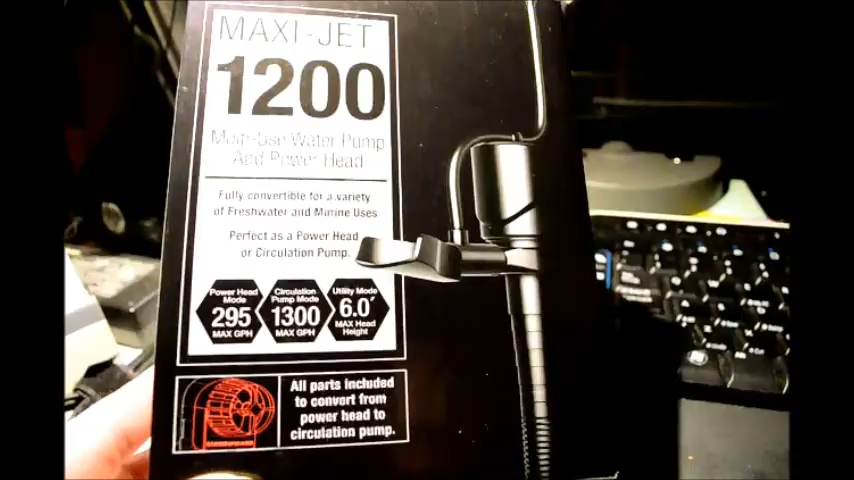 MAXI-JET
1200
Multi-Use Water Pump
And Power Head
Fully convertible for a variety
of Freshwater and Marine Uses
Perfect as a Power Head
or Circulation Pump.
Power Head
Mode
295
MAX GPH
Circulation
Pump Mode
1300
MAX GPH
Utility Mode
6.0'
MAX Head
Height
All parts included
to convert from
power head to
circulation pump.